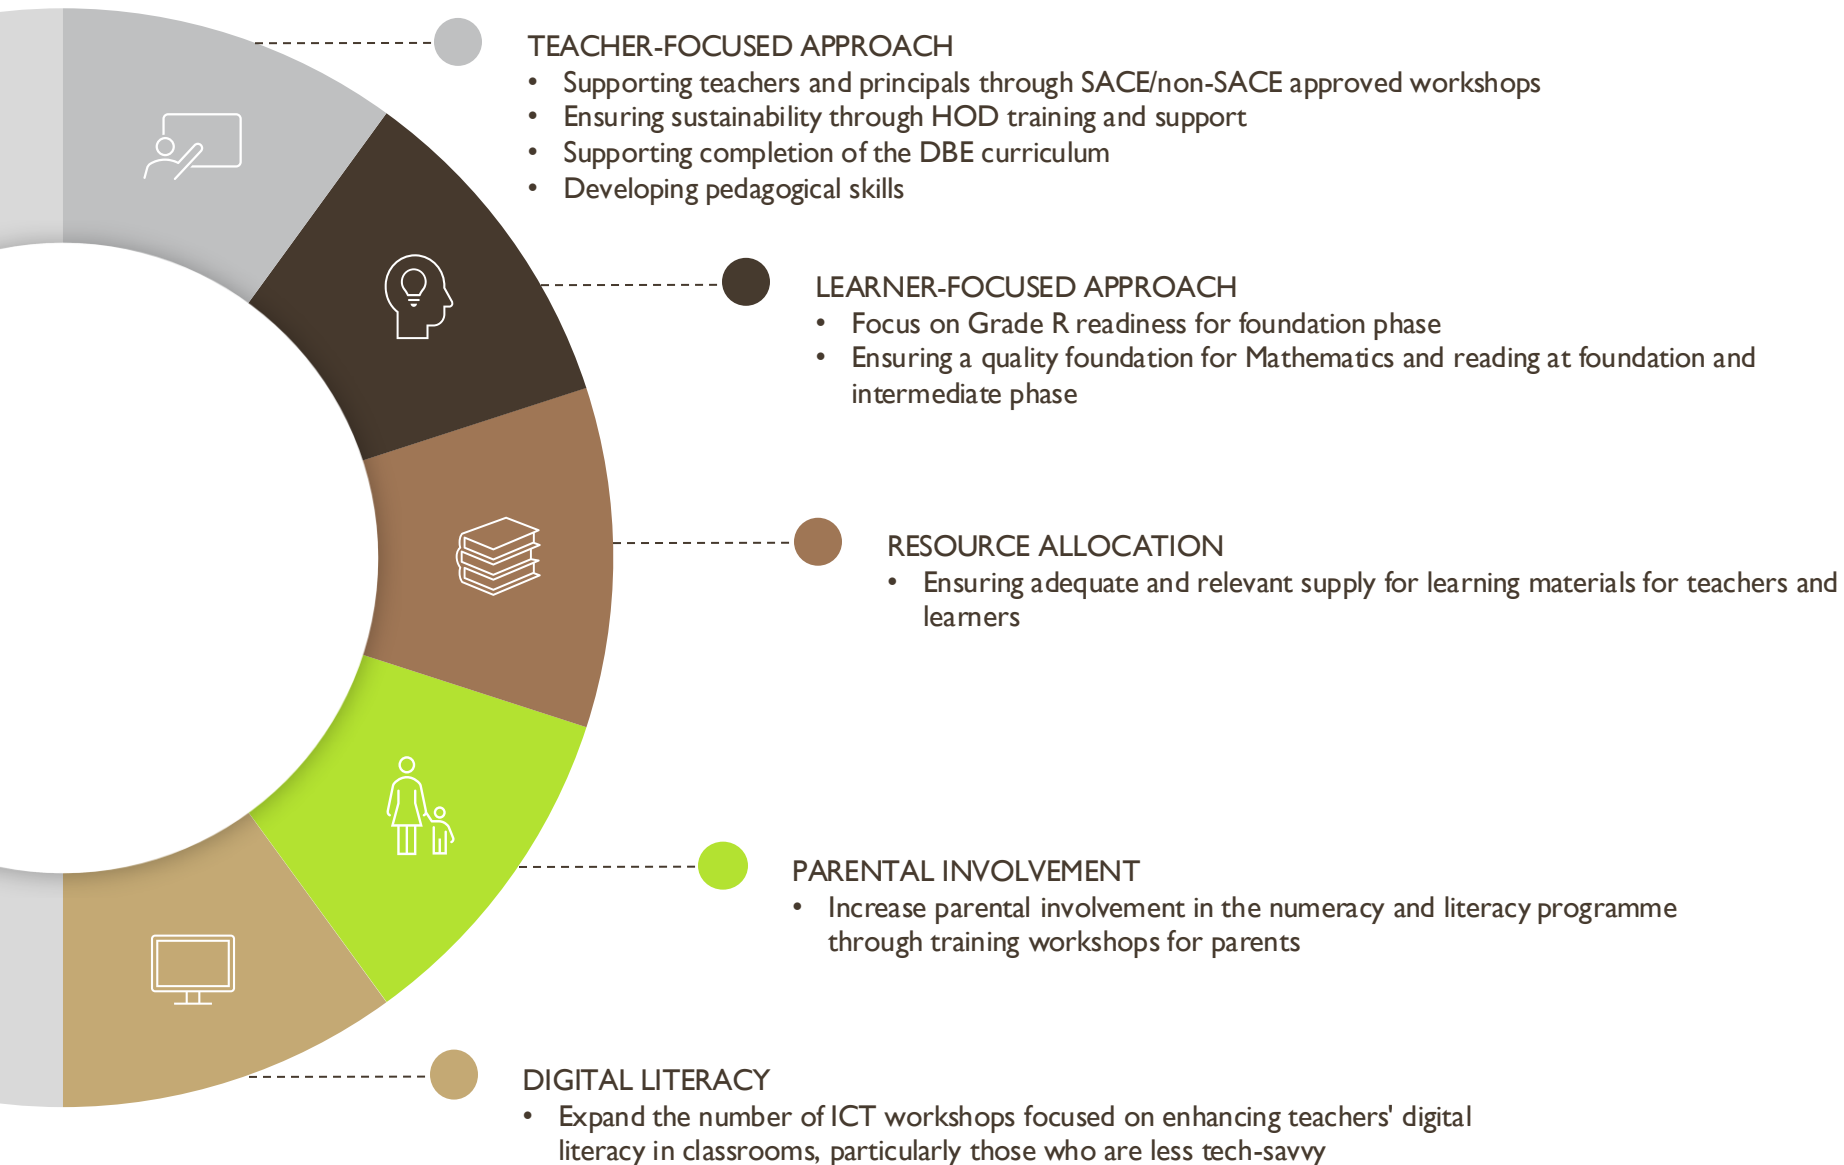 TEACHER-FOCUSED APPROACH
• Supporting teachers and principals through SACE/non-SACE approved workshops
• Ensuring sustainability through HOD training and support
• Supporting completion of the DBE curriculum
• Developing pedagogical skills
LEARNER-FOCUSED APPROACH
• Focus on Grade R readiness for foundation phase
• Ensuring a quality foundation for Mathematics and reading at foundation and
intermediate phase
RESOURCE ALLOCATION
• Ensuring adequate and relevant supply for learning materials for teachers and
learners
PARENTAL INVOLVEMENT
• Increase parental involvement in the numeracy and literacy programme
through training workshops for parents
DIGITAL LITERACY
• Expand the number of ICT workshops focused on enhancing teachers' digital
literacy in classrooms, particularly those who are less tech-savvy